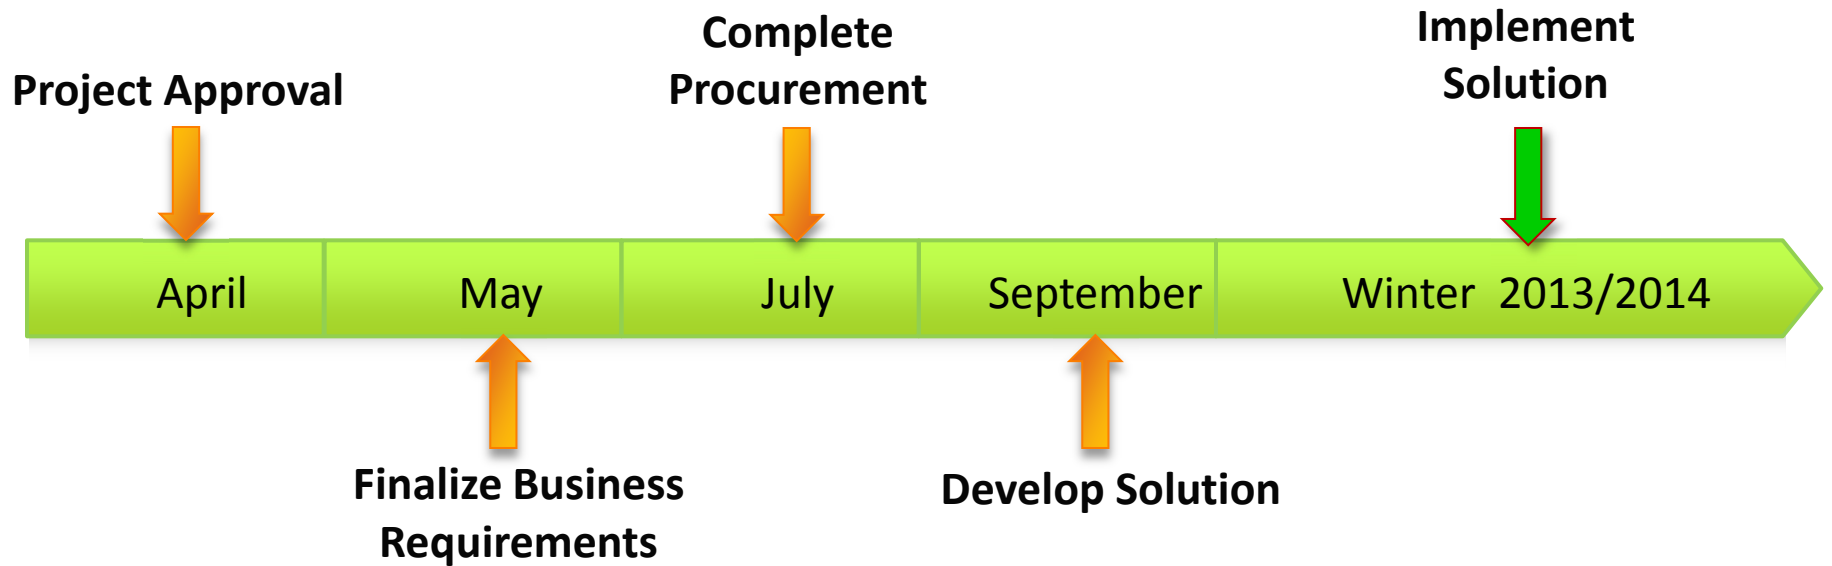 Project Approval
Complete
Procurement
Implement
Solution
April
May
July
September
Winter 2013/2014
Finalize Business
Requirements
Develop Solution